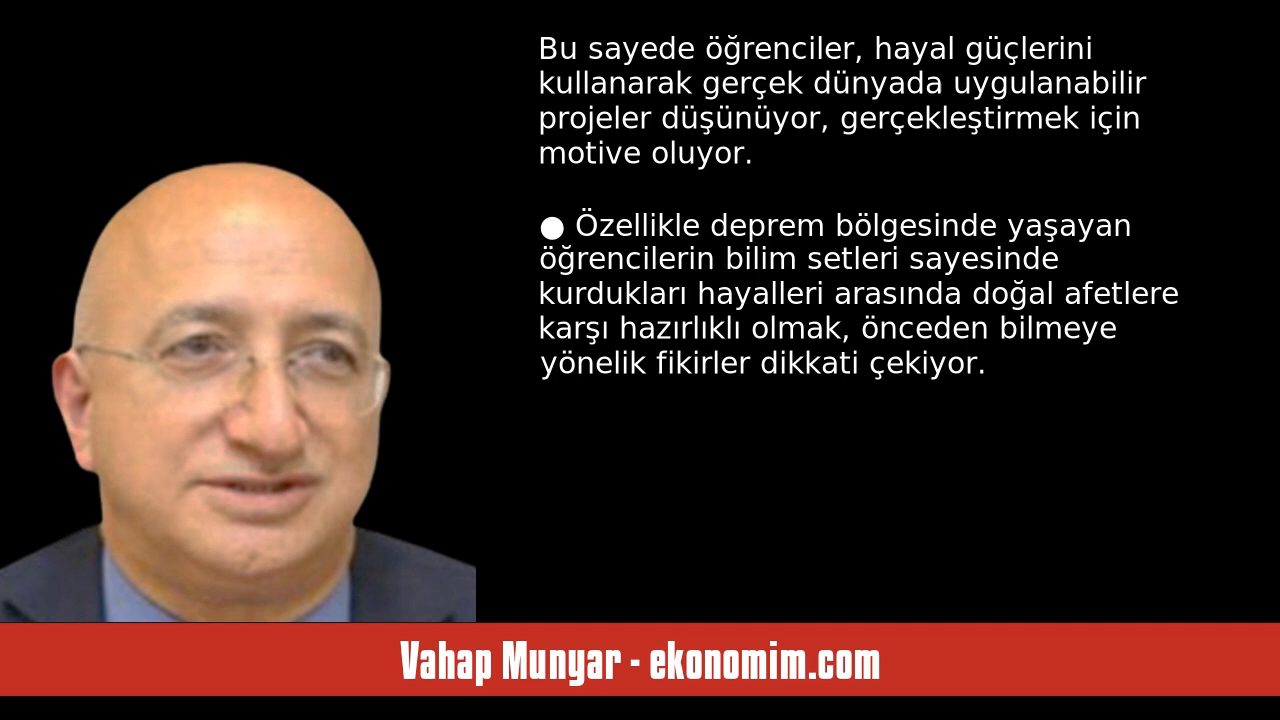 Bu sayede öğrenciler, hayal güçlerini
kullanarak gerçek dünyada uygulanabilir
projeler düşünüyor, gerçekleştirmek için
motive oluyor.
● Özellikle deprem bölgesinde yaşayan
öğrencilerin bilim setleri sayesinde
kurdukları hayalleri arasında doğal afetlere
karşı hazırlıklı olmak, önceden bilmeye
yönelik fikirler dikkati çekiyor.
Vahap Munyar - ekonomim.com